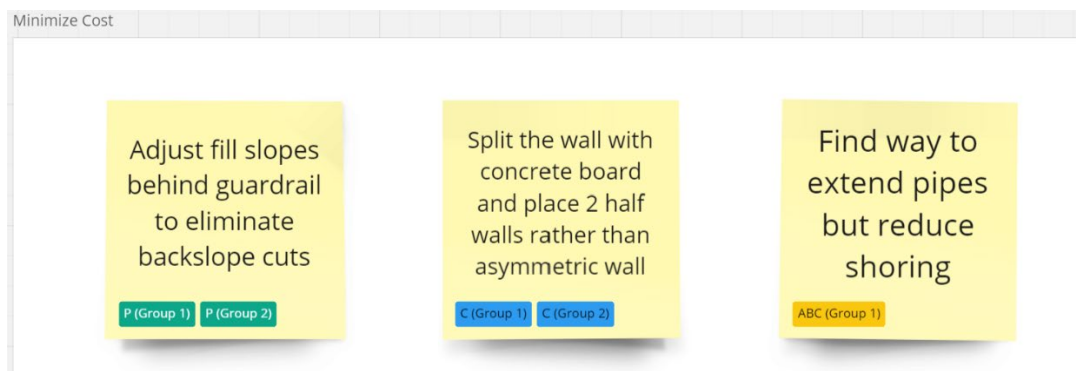 Minimize Cost
Adjust fill slopes
behind guardrail
to eliminate
backslope cuts
P (Group 1) P (Group 2)
Split the wall with
concrete board
and place 2 half
walls rather than
asymmetric wall
C (Group 1) C (Group 2)
Find way to
extend pipes
but reduce
shoring
ABC (Group 1)